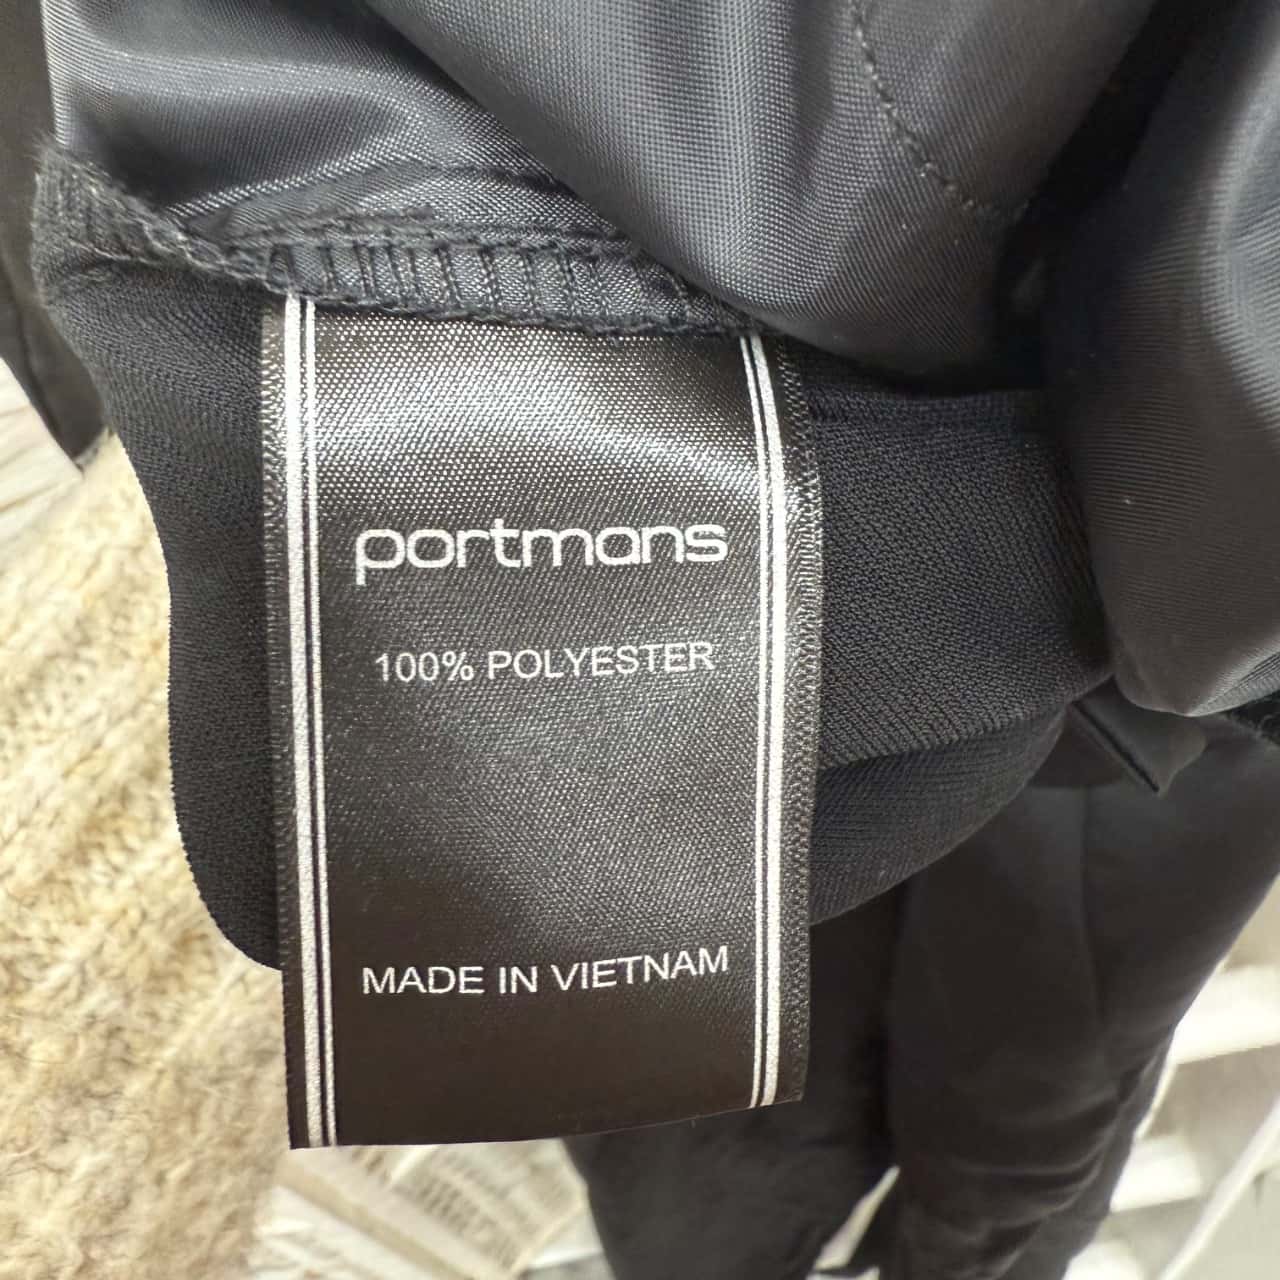 portmans
100% POLYESTER
MADE IN VIETNAM